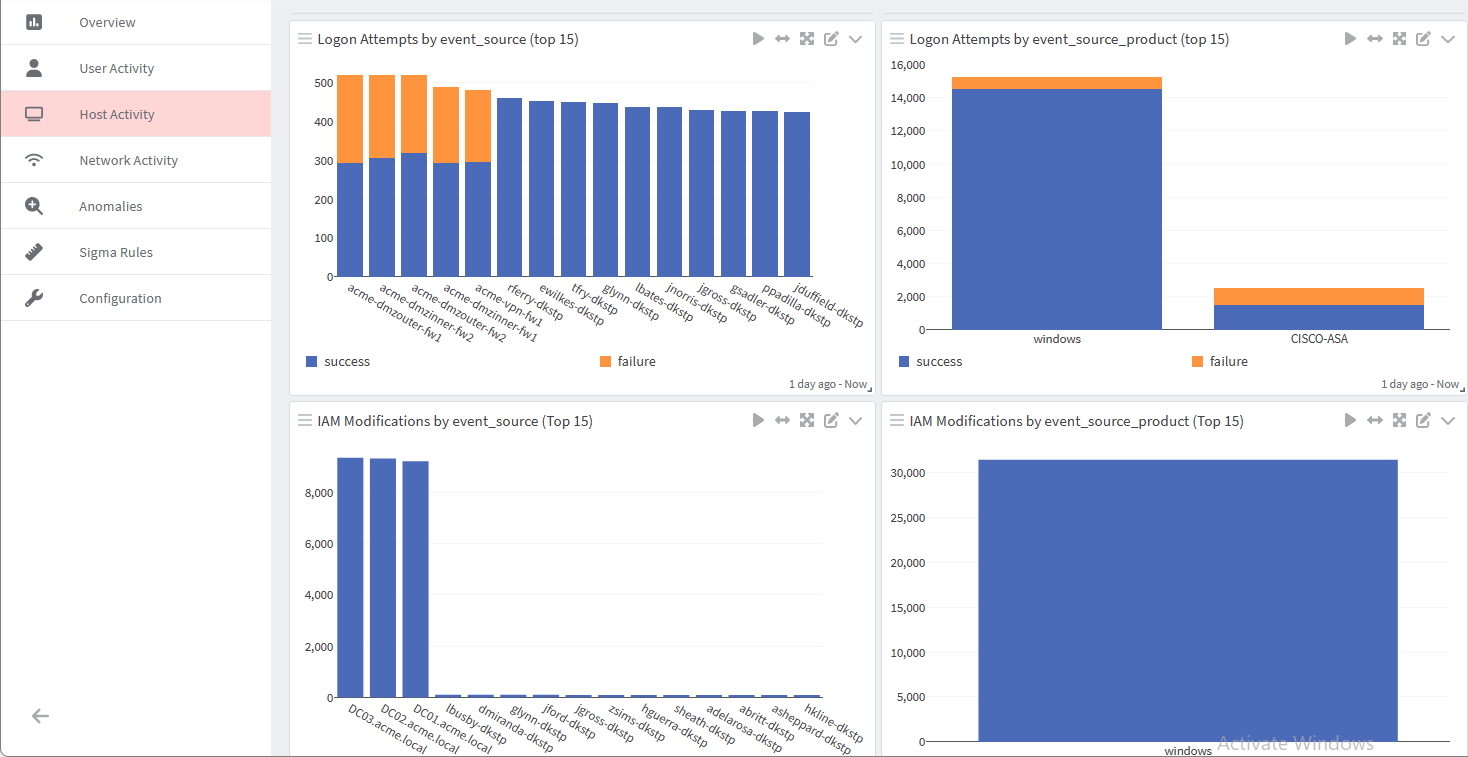 Overview
User Activity
Host Activity
Network Activity
Anomalies
Sigma Rules
Configuration
Logon Attempts by event_source (top 15)
500
400
300
200
100
0
acme-dmzouter-fw1
acme-dmzinner-fw2
acme-dmzouter-fw2
acme-dmzinner-fw1
acme-vpn-fw1
rferry-dkstp
ewilkes-dkstp
tfry-dkstp
glynn-dkstp
lbates-dkstp
jnorris-dkstp
jgross-dkstp
gsadler-dkstp
ppadilla-dkstp
jduffield-dkstp
success
failure
1 day ago - Now
Logon Attempts by event_source_product (top 15)
16,000
14,000
12,000
10,000
8,000
6,000
4,000
2,000
0
windows
CISCO-ASA
success
failure
1 day ago - Now
IAM Modifications by event_source (Top 15)
8,000
6,000
4,000
2,000
0
DC03.acme.local
DC02.acme.local
DC01.acme.local
lbusby-dkstp
dmiranda-dkstp
glynn-dkstp
jford-dkstp
jgross-dkstp
zsims-dkstp
hguerra-dkstp
sheath-dkstp
adelarosa-dkstp
abritt-dkstp
asheppard-dkstp
hkline-dkstp
IAM Modifications by event_source_product (Top 15)
30,000
25,000
20,000
15,000
10,000
5,000
0
windows
Activate Windows